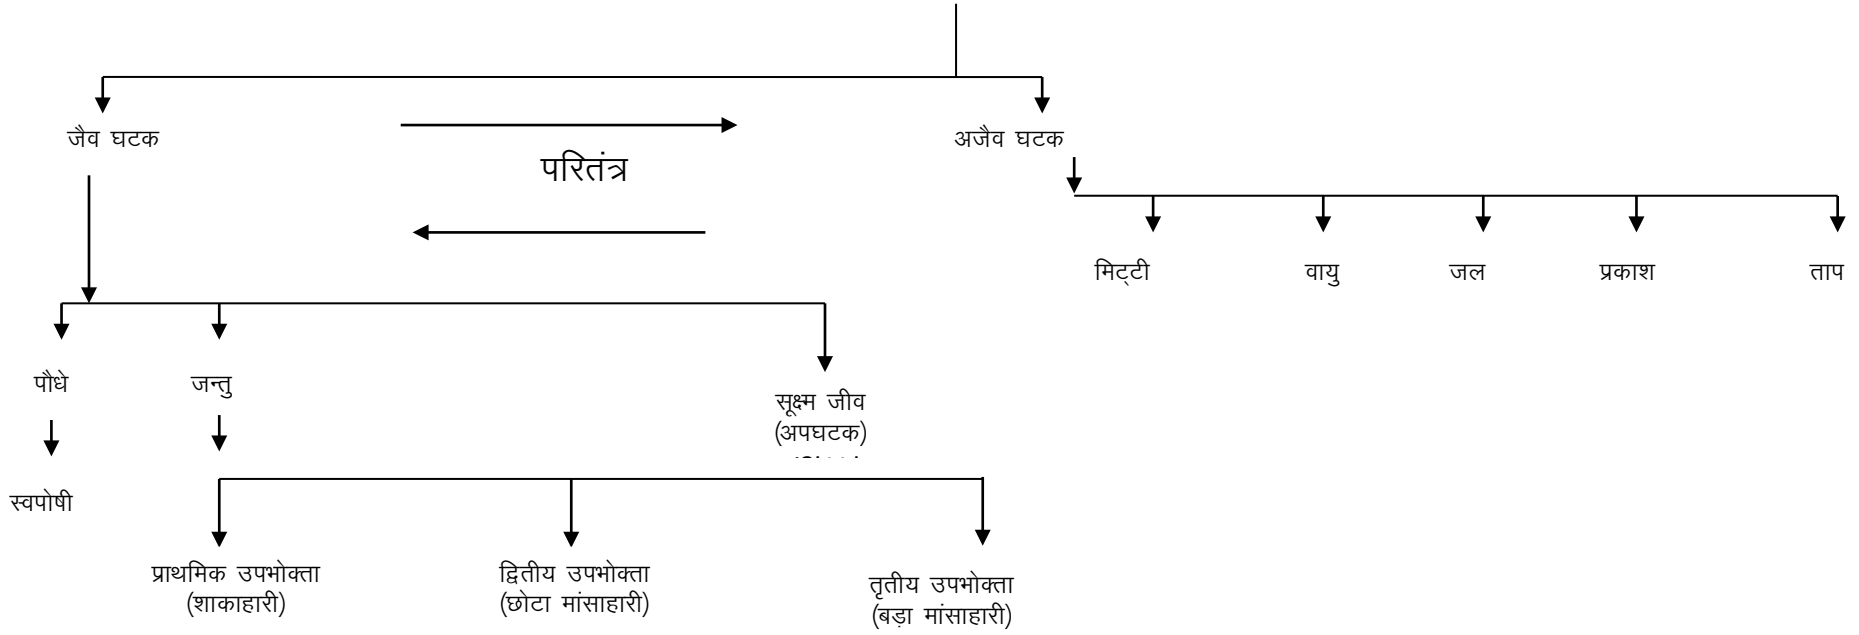 जैव घटक
परितंत्र
अजैव घटक
मिट्टी
वायु
जल
प्रकाश
ताप
पौधे
जन्तु
सूक्ष्म जीव
(अपघटक)
स्वपोषी
प्राथमिक उपभोक्ता
(शाकाहारी)
द्वितीय उपभोक्ता
(छोटा मांसाहारी)
तृतीय उपभोक्ता
(बड़ा मांसाहारी)